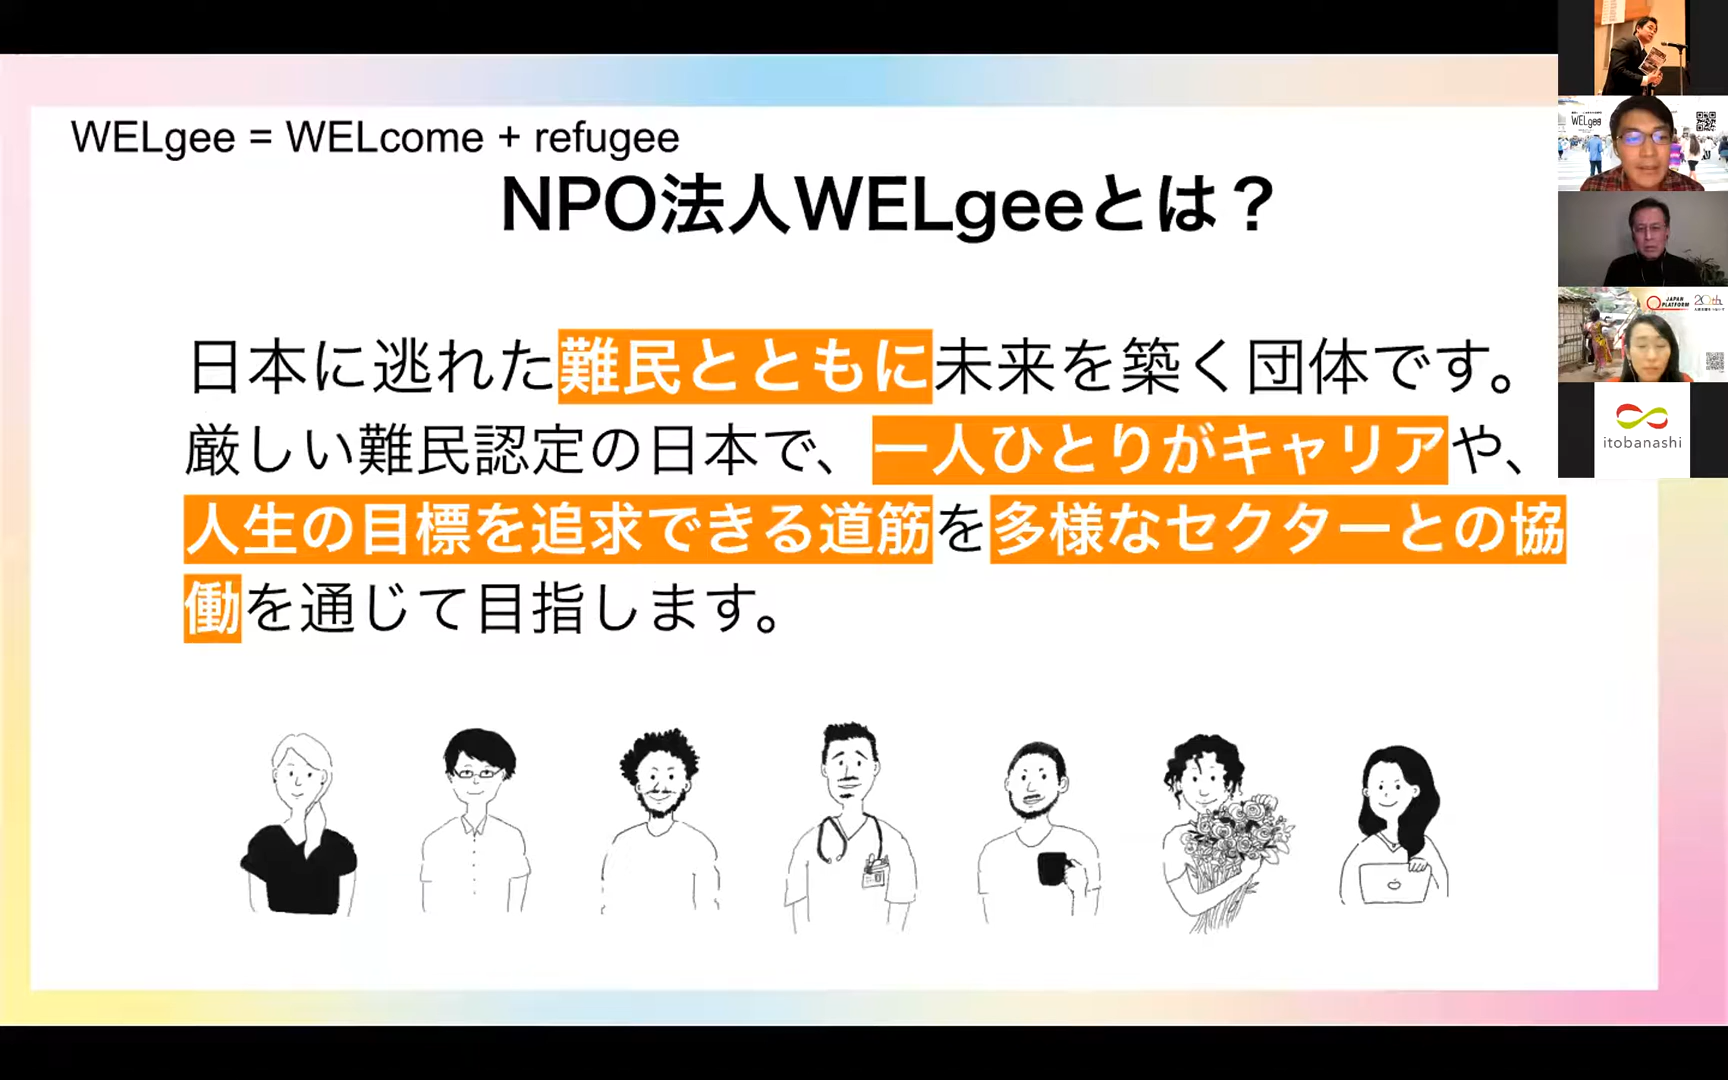 WELgee = WELcome + refugee
NPO法人WELgeeとは？
日本に逃れた難民とともに未来を築く団体です。
厳しい難民認定の日本で、一人ひとりがキャリアや、
人生の目標を追求できる道筋を多様なセクターとの協
働を通じて目指します。
WELgee
JAPAN
PLATFORM
20th
itobanashi